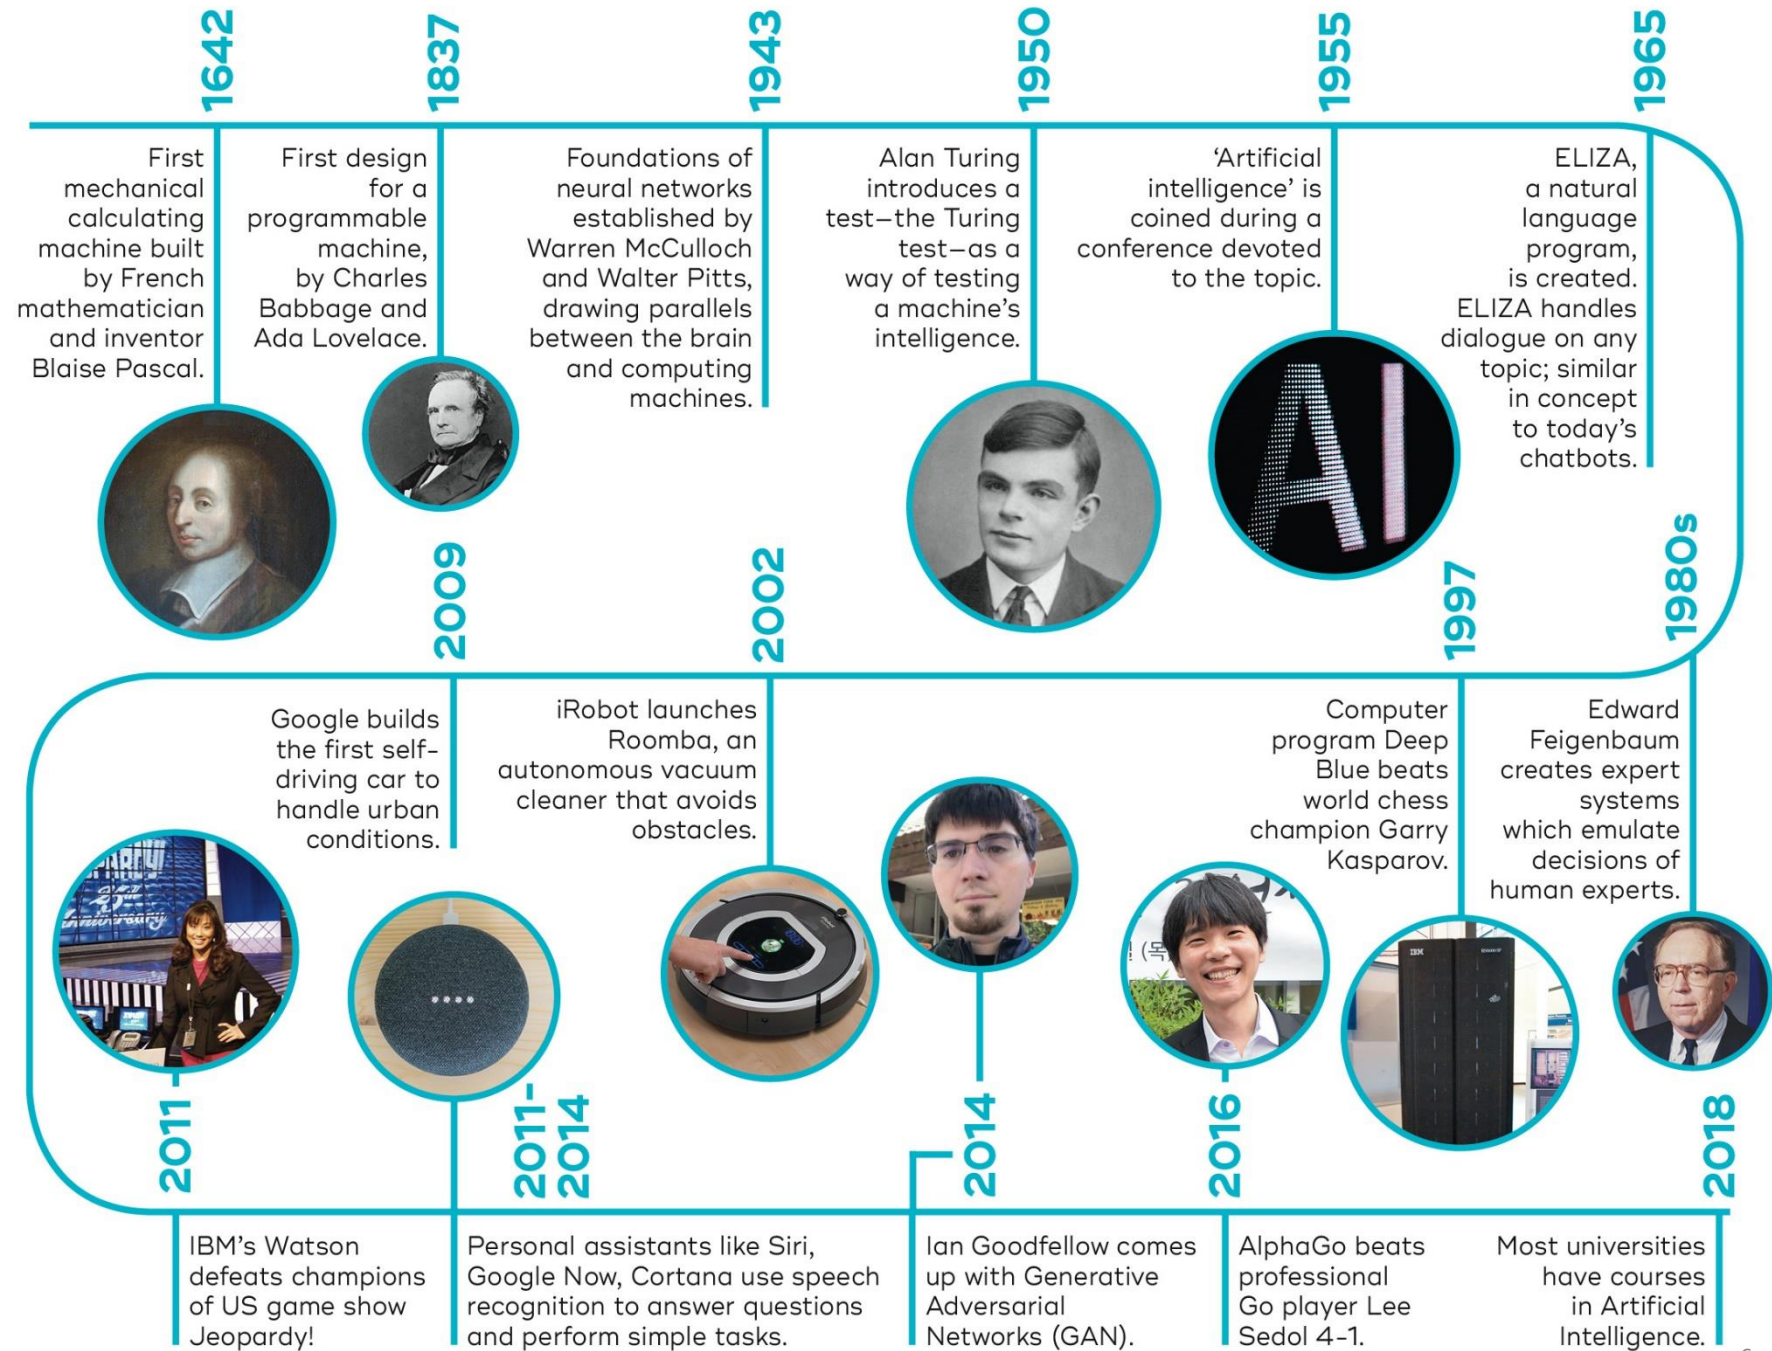 1642
First
mechanical
calculating
machine built
by French
mathematician
and inventor
Blaise Pascal.
1837
First design
for a
programmable
machine,
by Charles
Babbage and
Ada Lovelace.
1943
Foundations of
neural networks
established by
Warren McCulloch
and Walter Pitts,
drawing parallels
between the brain
and computing
machines.
1950
Alan Turing
introduces a
test—the Turing
test—as a
way of testing
a machine's
intelligence.
1955
'Artificial
intelligence' is
coined during a
conference devoted
to the topic.
AI
1965
ELIZA,
a natural
language
program,
is created.
ELIZA handles
dialogue on any
topic; similar
in concept
to today's
chatbots.
1980s
Edward
Feigenbaum
creates expert
systems
which emulate
decisions of
human experts.
1997
Computer
program Deep
Blue beats
world chess
champion Garry
Kasparov.
IBM
2002
iRobot launches
Roomba, an
autonomous vacuum
cleaner that avoids
obstacles.
2009
Google builds
the first self-
driving car to
handle urban
conditions.
2011
IBM's Watson
defeats champions
of US game show
Jeopardy!
2011-
2014
Personal assistants like Siri,
Google Now, Cortana use speech
recognition to answer questions
and perform simple tasks.
2014
Ian Goodfellow comes
up with Generative
Adversarial
Networks (GAN).
2016
AlphaGo beats
professional
Go player Lee
Sedol 4-1.
2018
Most universities
have courses
in Artificial
Intelligence.